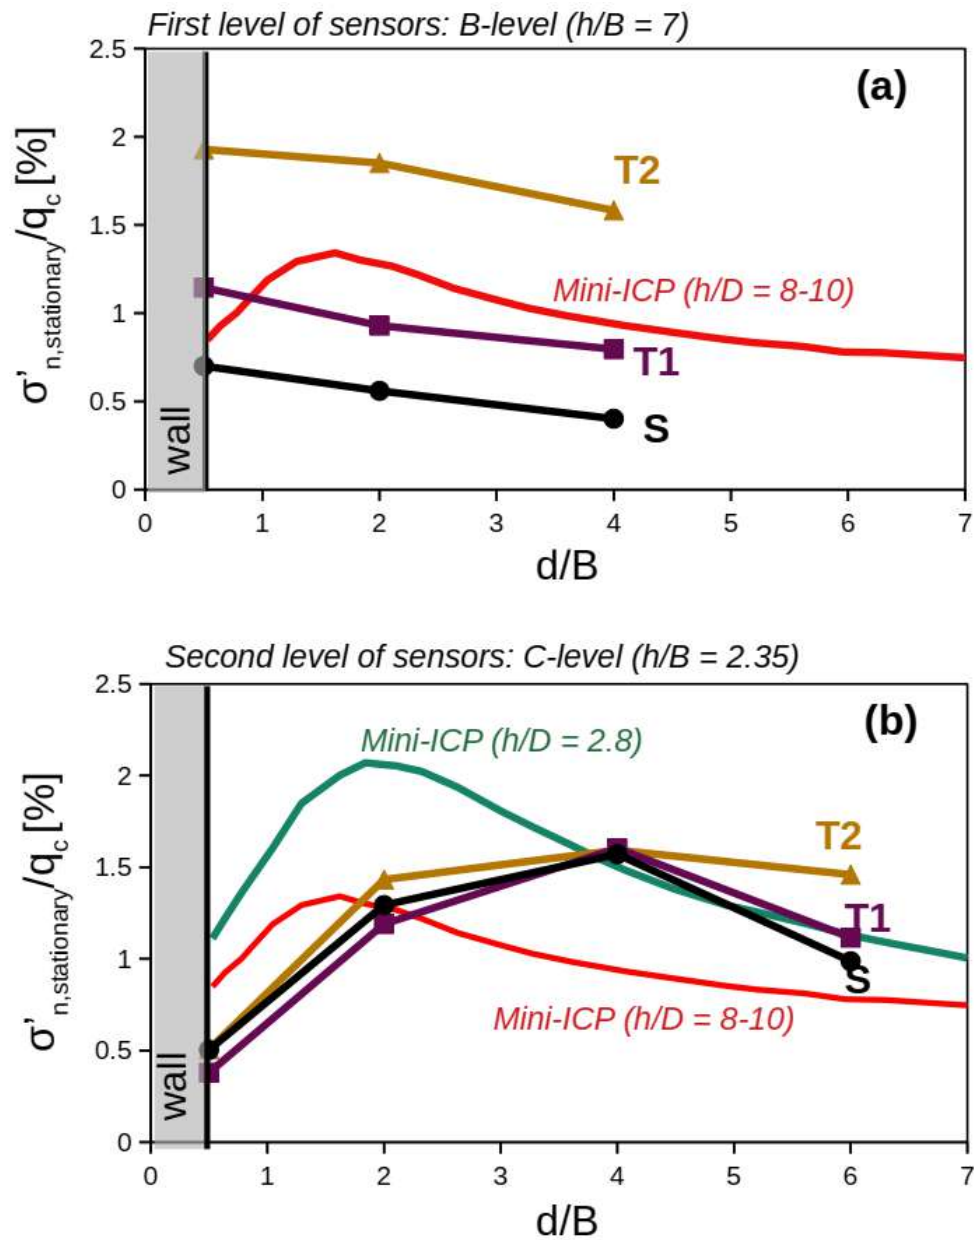 First level of sensors: B-level (h/B = 7)
2.5
(a)
2
T2
1.5
Mini-ICP (h/D = 8-10)
1
T1
0.5
S
wall
0
σ'n,stationary/qc [%]
0 1 2 3 4 5 6 7
d/B
Second level of sensors: C-level (h/B = 2.35)
2.5
(b)
Mini-ICP (h/D = 2.8)
2
T2
1.5
T1
1
S
Mini-ICP (h/D = 8-10)
0.5
wall
0
σ'n,stationary/qc [%]
0 1 2 3 4 5 6 7
d/B